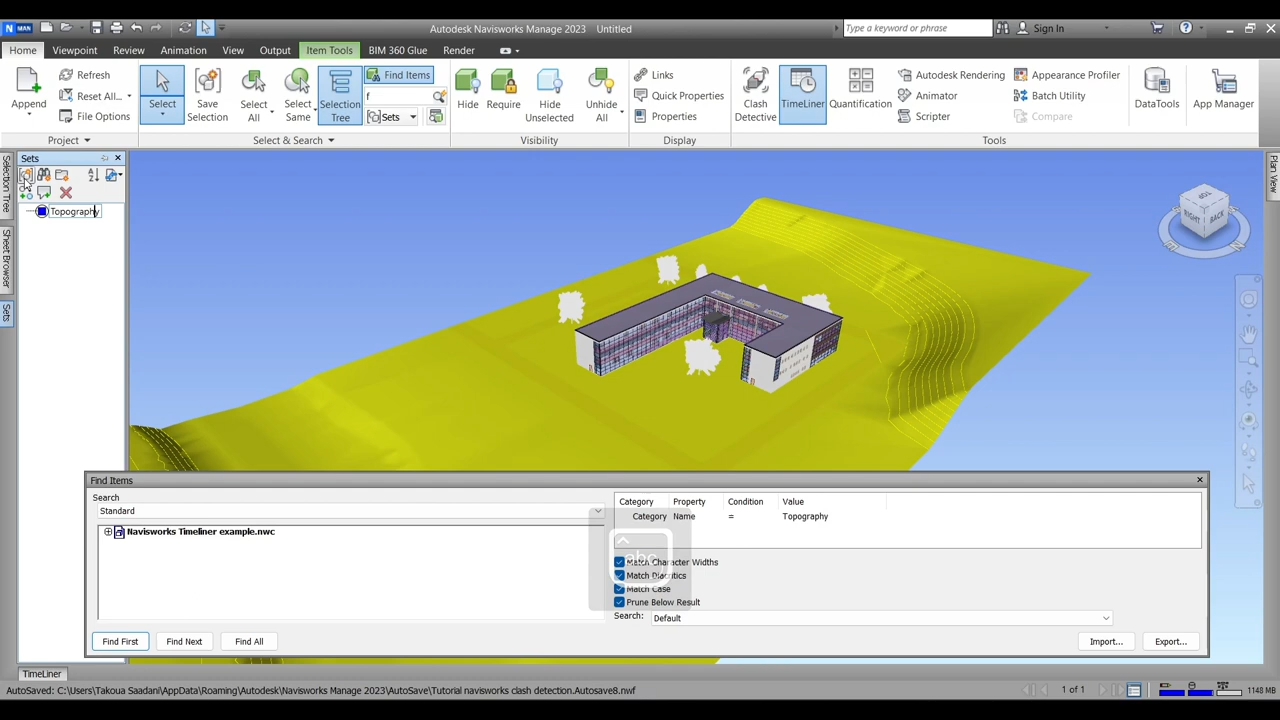 N MAN
Autodesk Navisworks Manage 2023 Untitled
Type a keyword or phrase
Sign In
Home Viewpoint Review Animation View Output Item Tools BIM 360 Glue Render
Append
Refresh
Reset All...
File Options
Project
Select
Save Selection
Select All
Select Same
Selection Tree
Find Items
f
Sets
Select & Search
Hide
Require
Hide Unselected
Unhide All
Visibility
Links
Quick Properties
Properties
Display
Clash Detective
TimeLiner
Quantification
Autodesk Rendering
Animator
Scripter
Appearance Profiler
Batch Utility
Compare
DataTools
App Manager
Tools
Selection Tree
Sheet Browser
Sets
Sets
Topography
TOP
RIGHT
BACK
Plan View
Find Items
Search
Standard
Navisworks Timeliner example.nwc
Category Property Condition Value
Category Name = Topography
abc
Match Character Widths
Match Diacritics
Match Case
Prune Below Result
Search: Default
Find First Find Next Find All Import... Export...
TimeLiner
AutoSaved: C:\Users\Takoua Saadani\AppData\Roaming\Autodesk\Navisworks Manage 2023\AutoSave\Tutorial navisworks clash detection.Autosave8.nwf
1 of 1
1148 MB